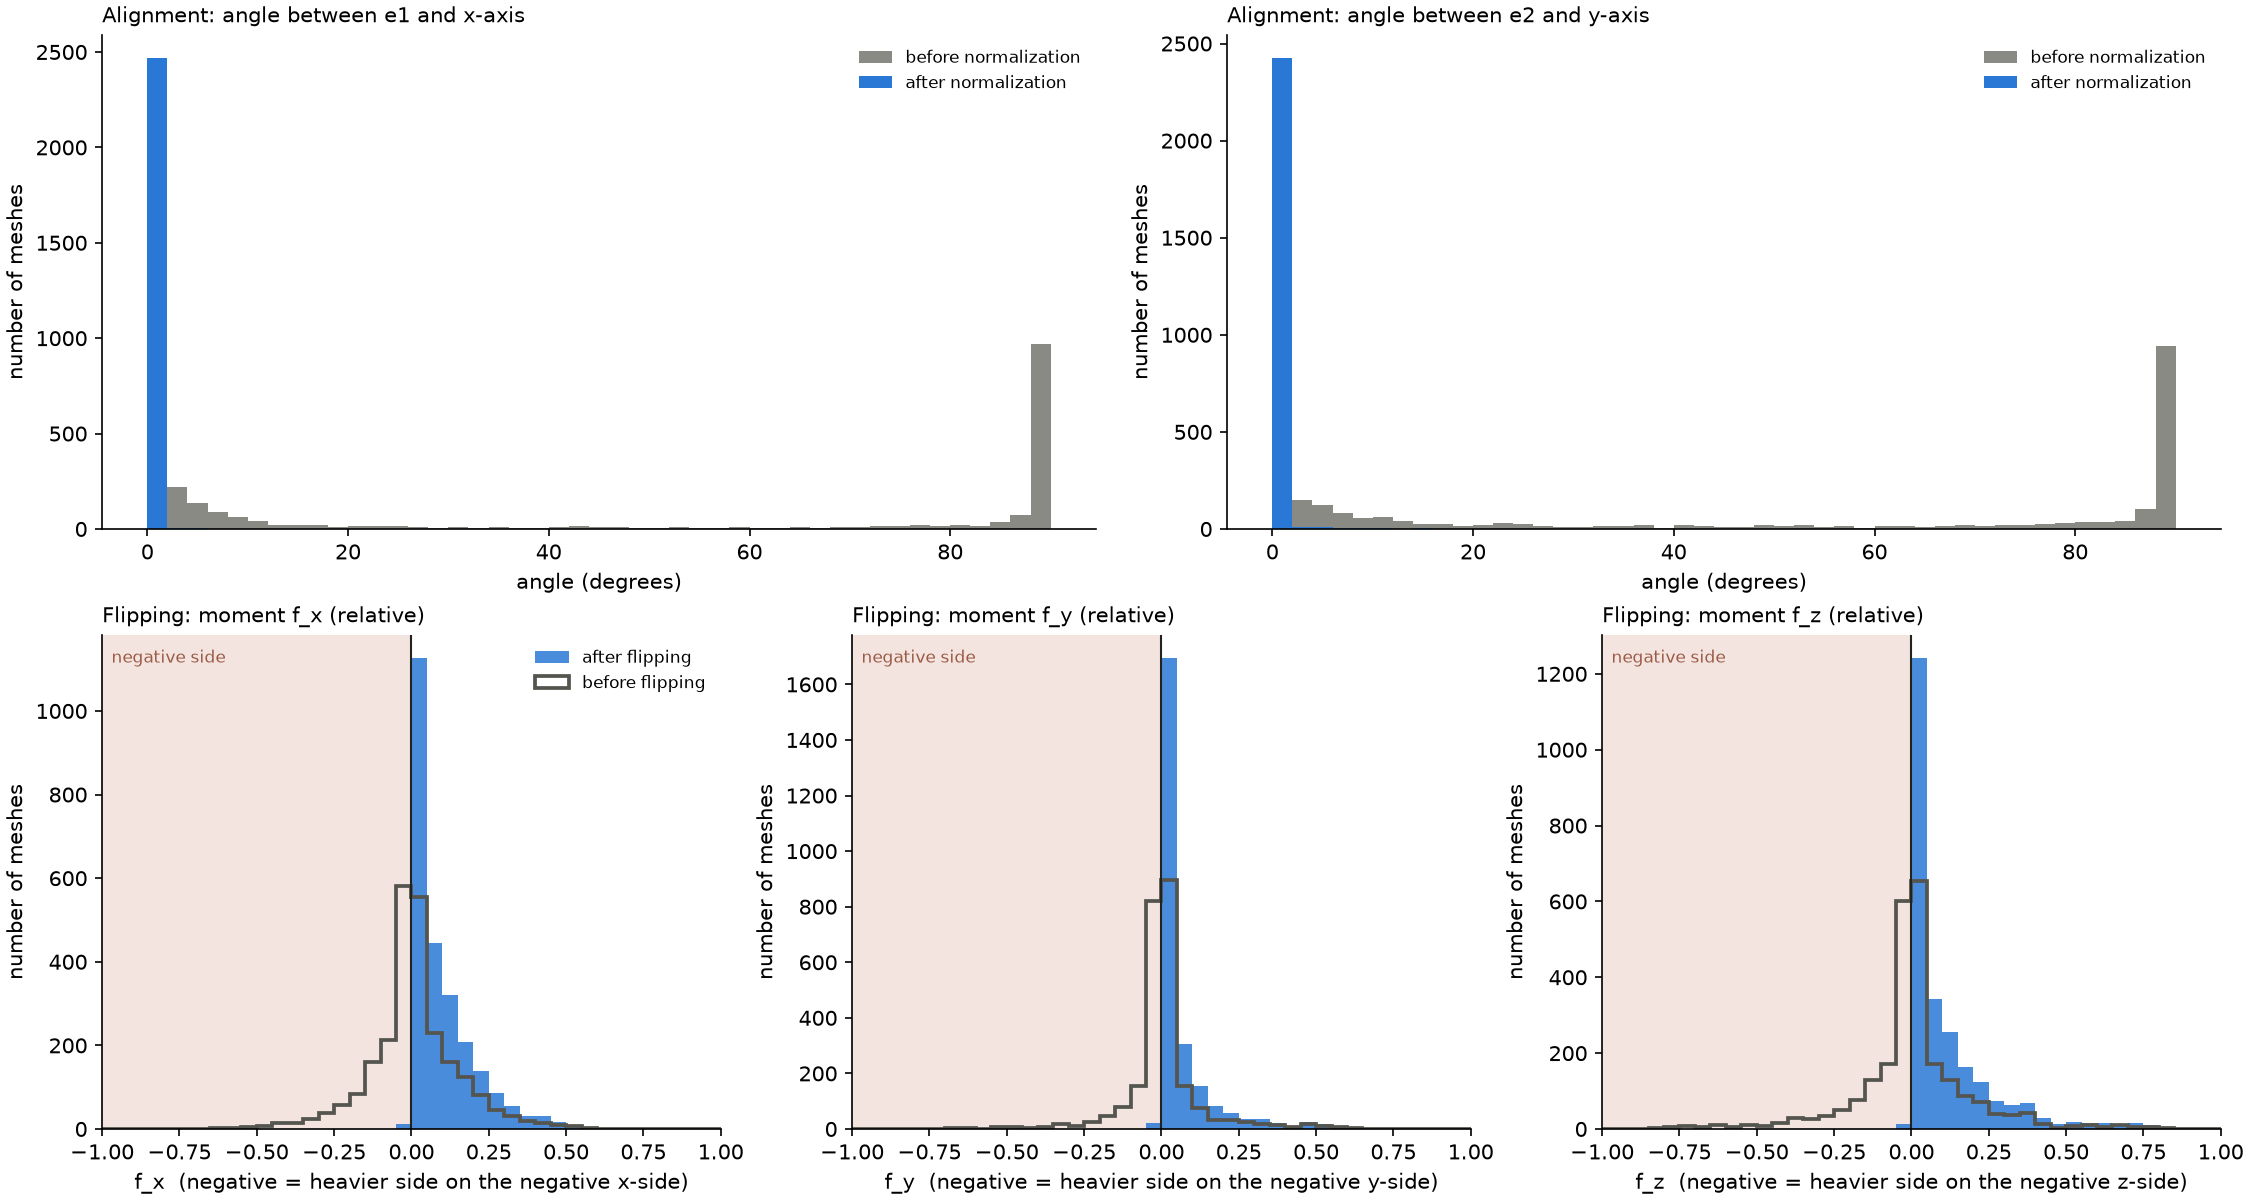 Alignment: angle between e1 and x-axis
before normalization
after normalization
number of meshes
2500
2000
1500
1000
500
0
0 20 40 60 80
angle (degrees)
Alignment: angle between e2 and y-axis
before normalization
after normalization
number of meshes
2500
2000
1500
1000
500
0
0 20 40 60 80
angle (degrees)
Flipping: moment f_x (relative)
negative side
after flipping
before flipping
number of meshes
1000
800
600
400
200
0
−1.00 −0.75 −0.50 −0.25 0.00 0.25 0.50 0.75 1.00
f_x (negative = heavier side on the negative x-side)
Flipping: moment f_y (relative)
negative side
number of meshes
1600
1400
1200
1000
800
600
400
200
0
−1.00 −0.75 −0.50 −0.25 0.00 0.25 0.50 0.75 1.00
f_y (negative = heavier side on the negative y-side)
Flipping: moment f_z (relative)
negative side
number of meshes
1200
1000
800
600
400
200
0
−1.00 −0.75 −0.50 −0.25 0.00 0.25 0.50 0.75 1.00
f_z (negative = heavier side on the negative z-side)